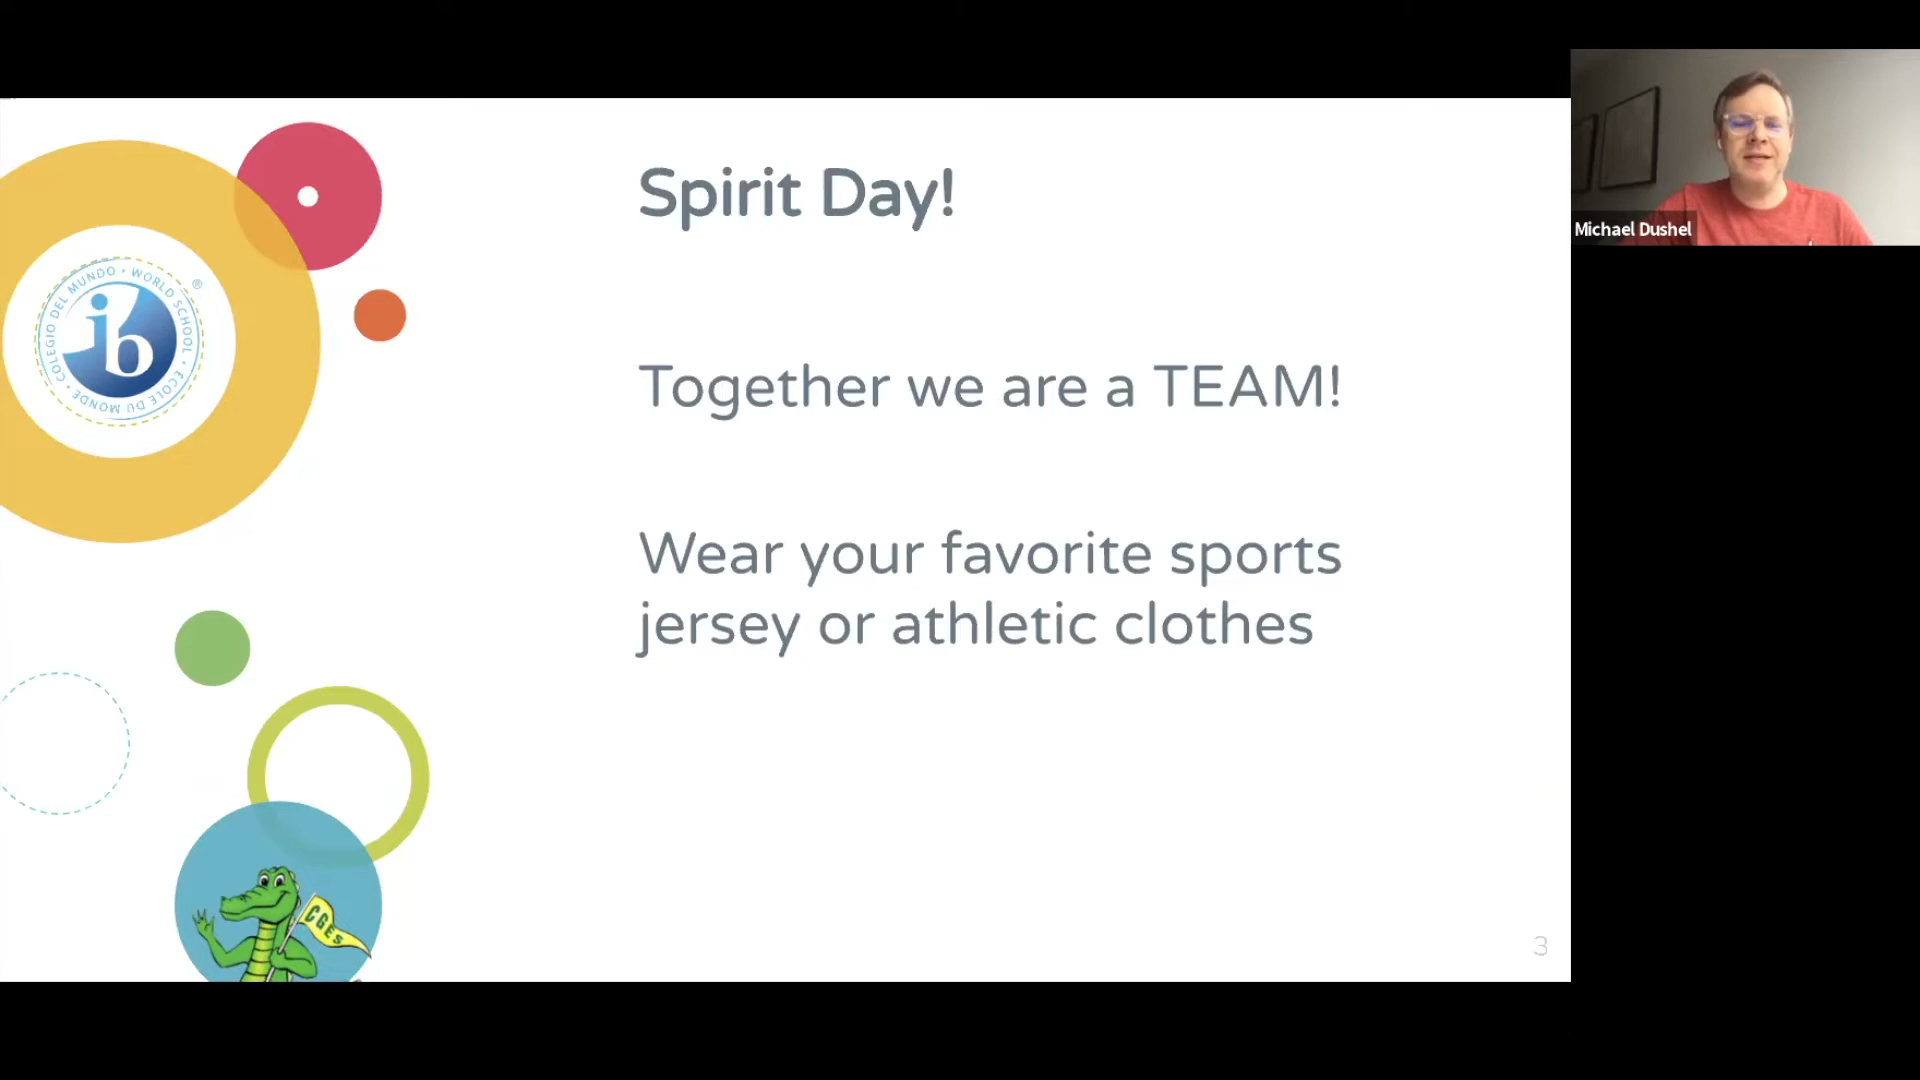 Spirit Day!
Together we are a TEAM!
Wear your favorite sports
jersey or athletic clothes
COLEGIO DEL MUNDO • WORLD SCHOOL • ECOLE DU MONDE •
®
ib
CGES
3
Michael Dushel